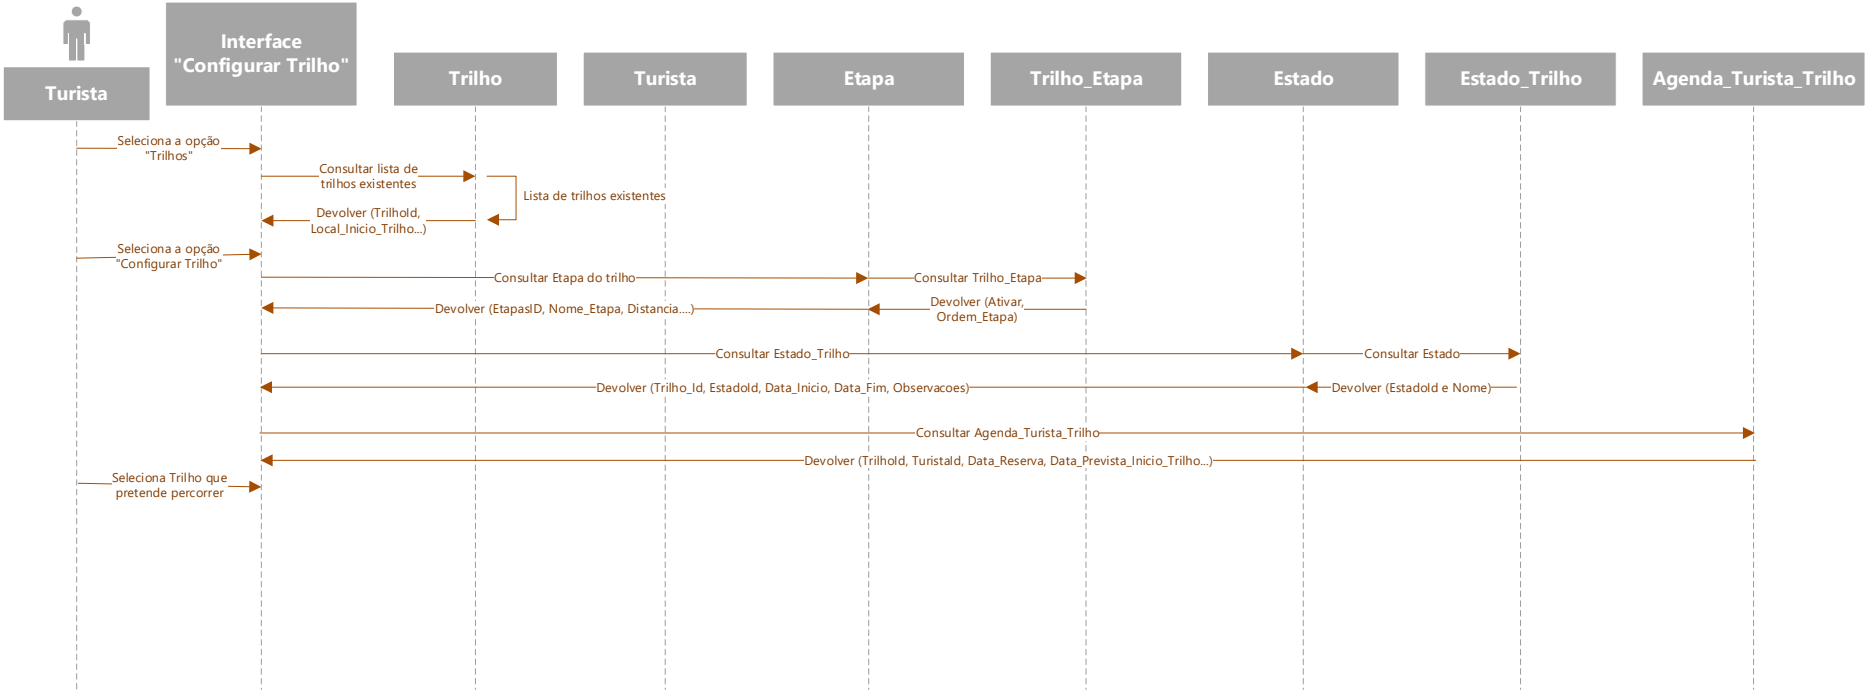 Turista
Interface
"Configurar Trilho"
Trilho
Turista
Etapa
Trilho_Etapa
Estado
Estado_Trilho
Agenda_Turista_Trilho
Seleciona a opção
"Trilhos"
Consultar lista de
trilhos existentes
Lista de trilhos existentes
Devolver (TrilhoId,
Local_Inicio_Trilho...)
Seleciona a opção
"Configurar Trilho"
Consultar Etapa do trilho
Consultar Trilho_Etapa
Devolver (EtapasID, Nome_Etapa, Distancia....)
Devolver (Ativar,
Ordem_Etapa)
Consultar Estado_Trilho
Consultar Estado
Devolver (Trilho_Id, EstadoId, Data_Inicio, Data_Fim, Observacoes)
Devolver (EstadoId e Nome)
Consultar Agenda_Turista_Trilho
Devolver (TrilhoId, TuristaId, Data_Reserva, Data_Prevista_Inicio_Trilho...)
Seleciona Trilho que
pretende percorrer